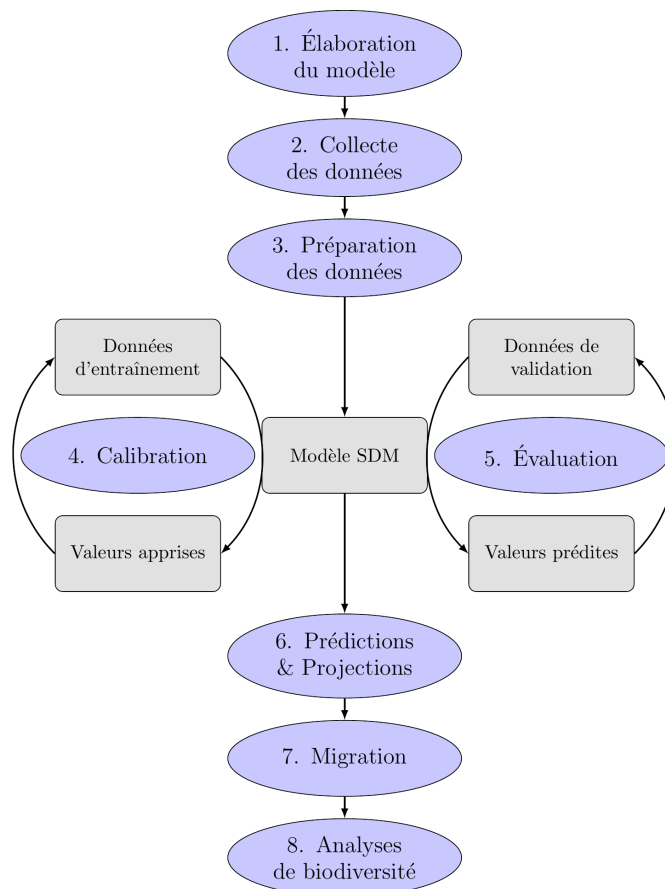 1. Élaboration
du modèle
2. Collecte
des données
3. Préparation
des données
Données
d'entraînement
Données de
validation
4. Calibration
Modèle SDM
5. Évaluation
Valeurs apprises
Valeurs prédites
6. Prédictions
& Projections
7. Migration
8. Analyses
de biodiversité